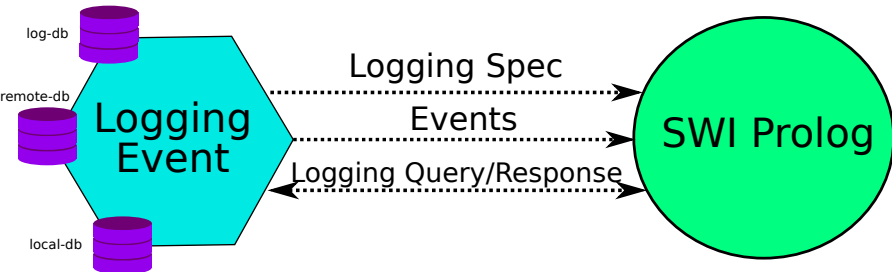 log-db
remote-db
local-db
Logging
Event
Logging Spec
Events
Logging Query/Response
SWI Prolog